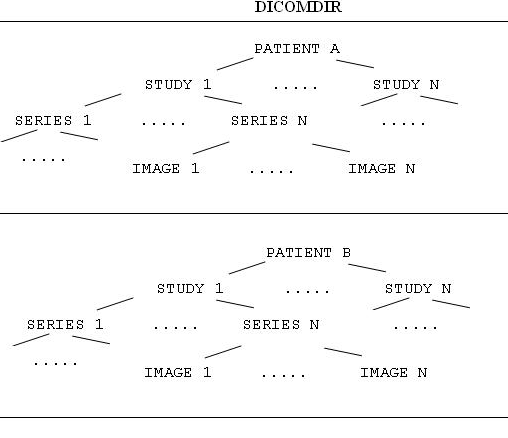 DICOMDIR
PATIENT A
STUDY 1 ..... STUDY N
SERIES 1 ..... SERIES N .....
.....
IMAGE 1 ..... IMAGE N
PATIENT B
STUDY 1 ..... STUDY N
SERIES 1 ..... SERIES N .....
.....
IMAGE 1 ..... IMAGE N